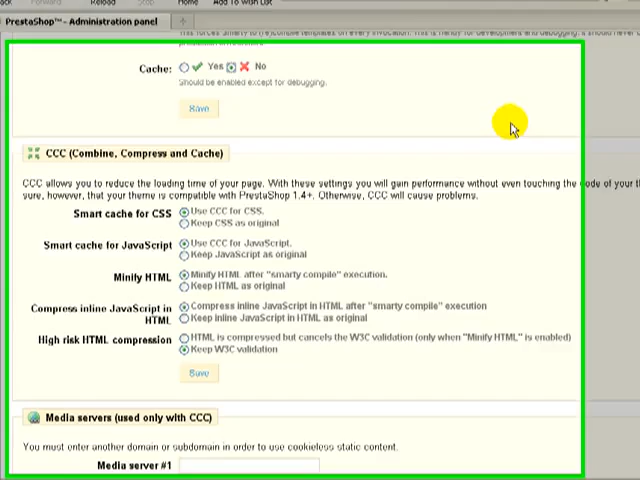 Forward Reload Stop Home Add To Wish List
PrestaShop™ - Administration panel
Cache: Yes No
Should be enabled except for debugging.
Save
CCC (Combine, Compress and Cache)
CCC allows you to reduce the loading time of your page. With these settings you will gain performance without even touching the code of your
sure, however, that your theme is compatible with PrestaShop 1.4+. Otherwise, CCC will cause problems.
Smart cache for CSS Use CCC for CSS.
Keep CSS as original
Smart cache for JavaScript Use CCC for JavaScript.
Keep JavaScript as original
Minify HTML Minify HTML after "smarty compile" execution.
Keep HTML as original
Compress inline JavaScript in HTML Compress inline JavaScript in HTML after "smarty compile" execution
Keep inline JavaScript in HTML as original
High risk HTML compression HTML is compressed but cancels the W3C validation (only when "Minify HTML" is enabled)
Keep W3C validation
Save
Media servers (used only with CCC)
You must enter another domain or subdomain in order to use cookieless static content.
Media server #1